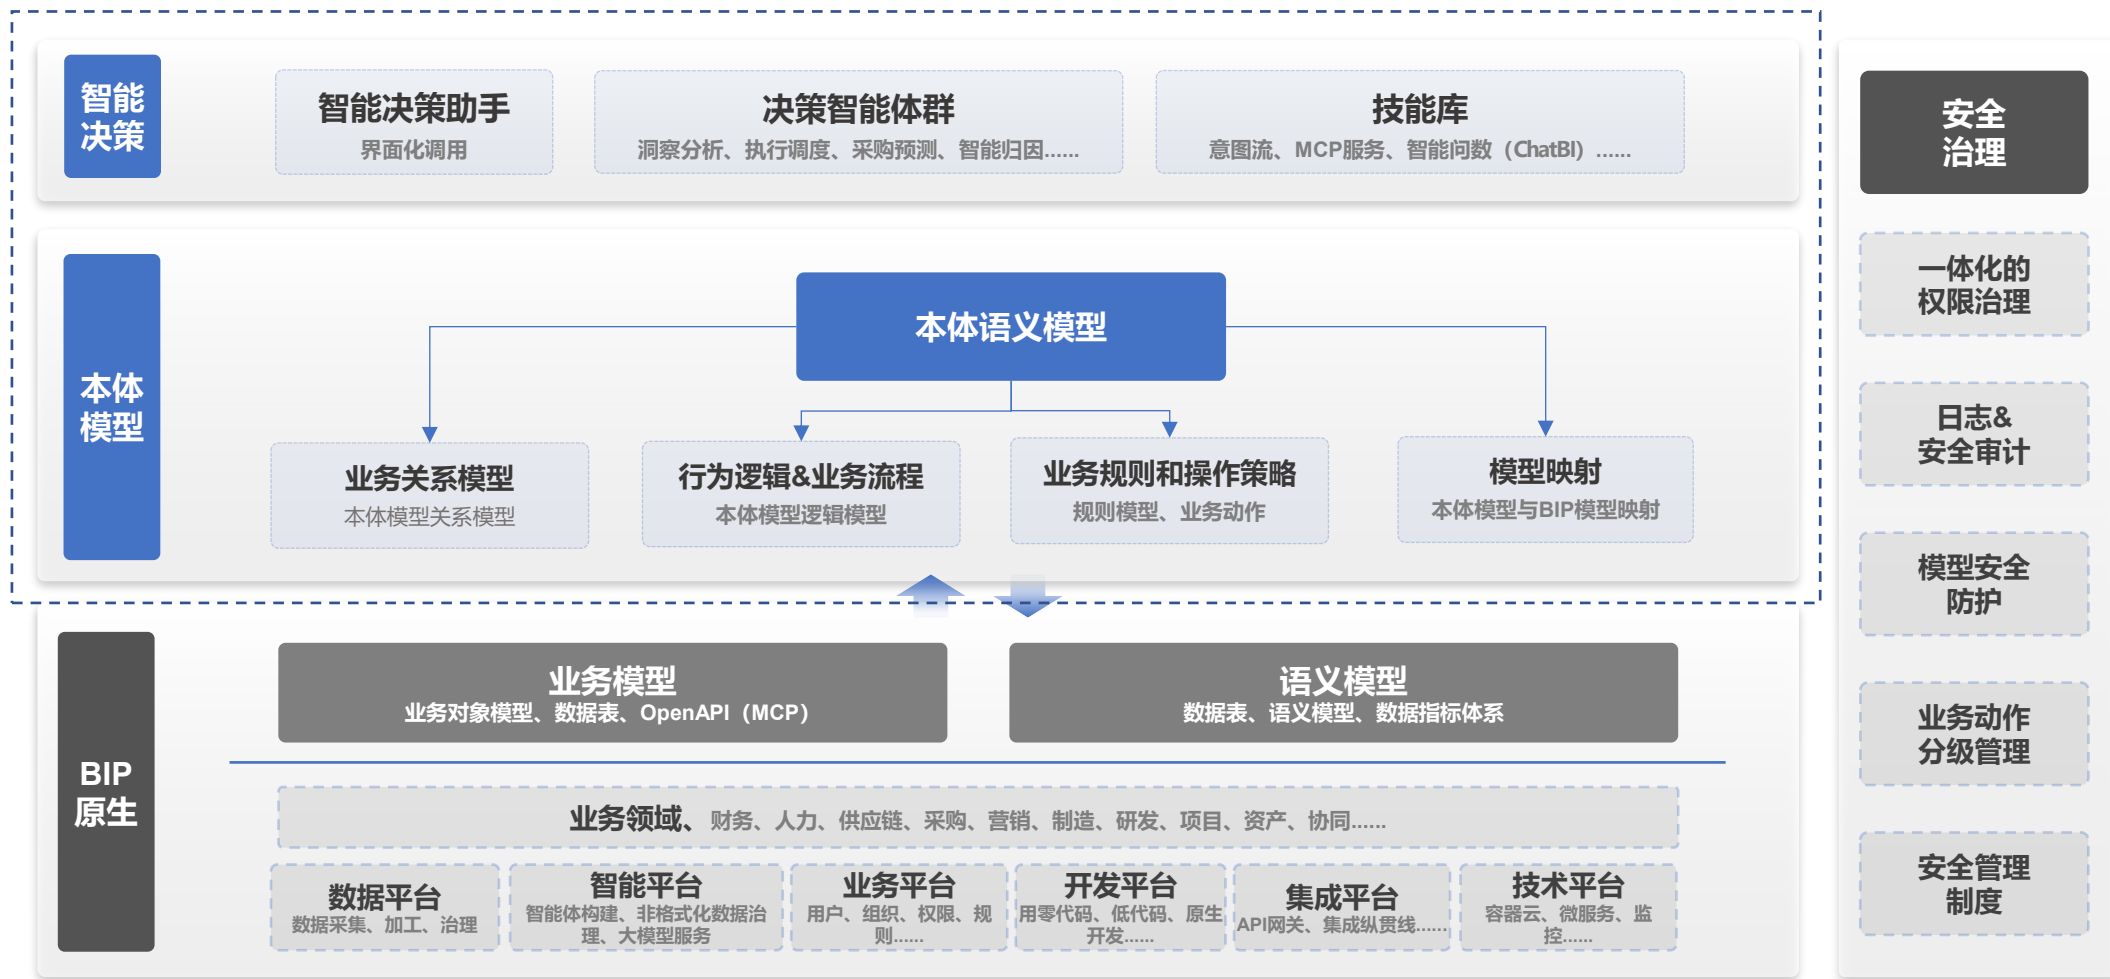 智能
决策
智能决策助手
界面化调用
决策智能体群
洞察分析、执行调度、采购预测、智能归因......
技能库
意图流、MCP服务、智能问数（ChatBI）......
本体
模型
本体语义模型
业务关系模型
本体模型关系模型
行为逻辑&业务流程
本体模型逻辑模型
业务规则和操作策略
规则模型、业务动作
模型映射
本体模型与BIP模型映射
BIP
原生
业务模型
业务对象模型、数据表、OpenAPI（MCP）
语义模型
数据表、语义模型、数据指标体系
业务领域、财务、人力、供应链、采购、营销、制造、研发、项目、资产、协同......
数据平台
数据采集、加工、治理
智能平台
智能体构建、非格式化数据治
理、大模型服务
业务平台
用户、组织、权限、规
则......
开发平台
用零代码、低代码、原生
开发......
集成平台
API网关、集成纵贯线......
技术平台
容器云、微服务、监
控......
安全
治理
一体化的
权限治理
日志&
安全审计
模型安全
防护
业务动作
分级管理
安全管理
制度